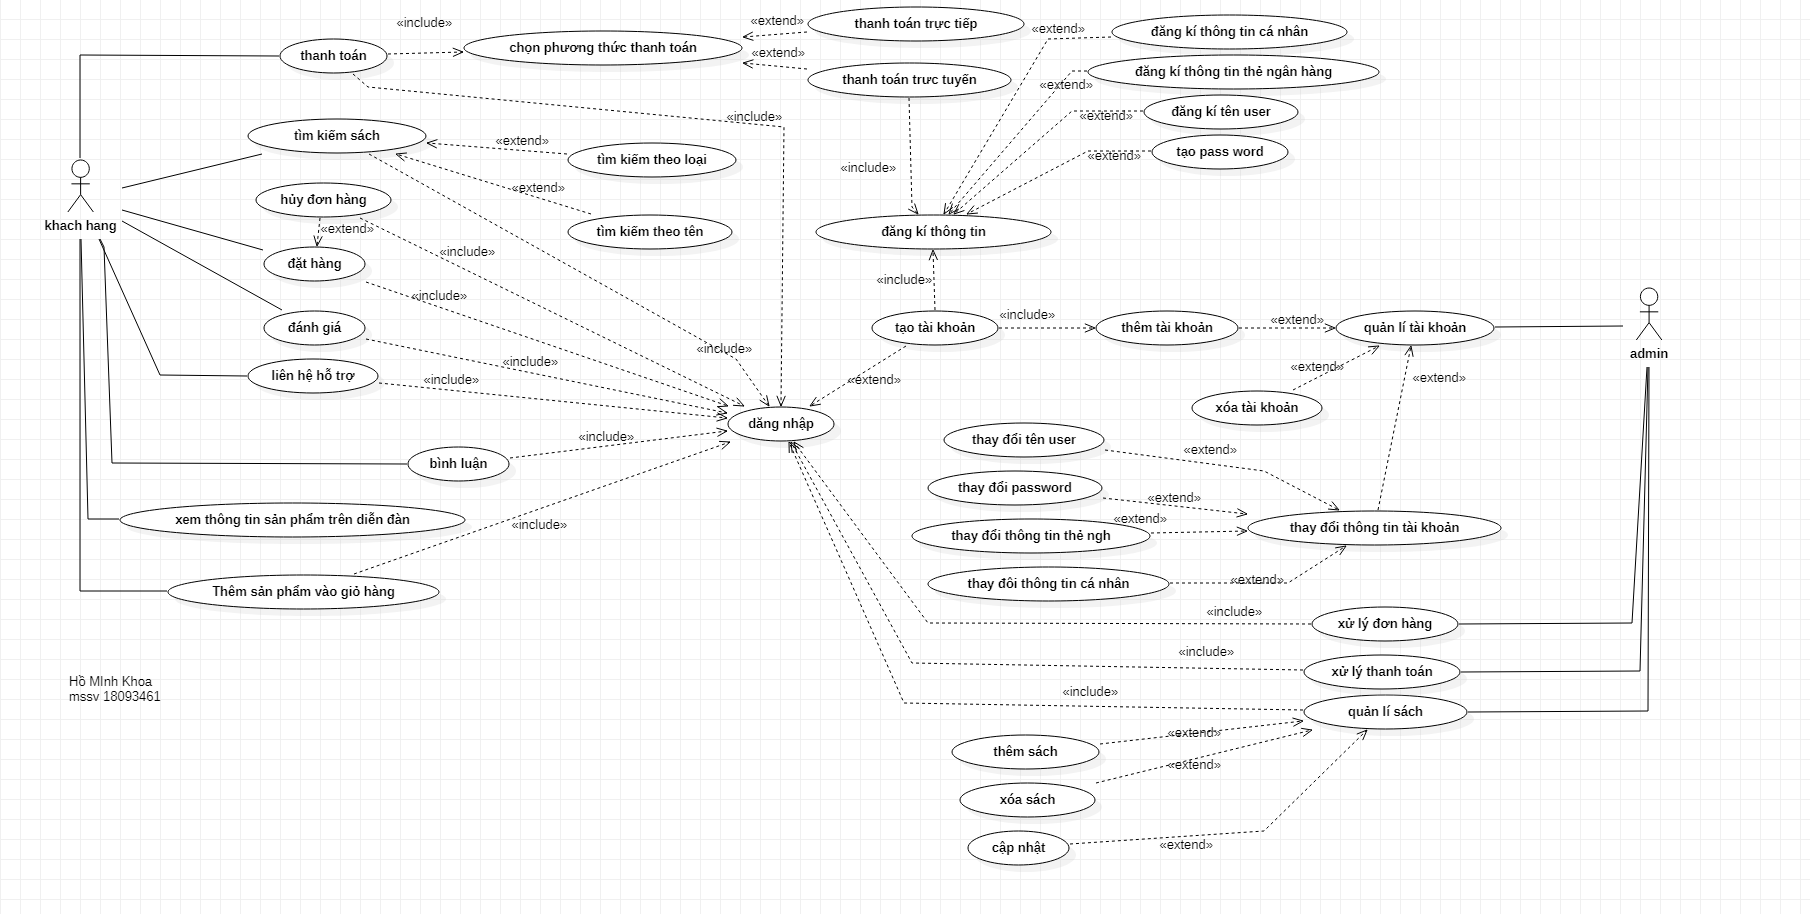 «include»
«extend»
thanh toán trực tiếp
«extend»
đăng kí thông tin cá nhân
thanh toán
chọn phương thức thanh toán
«extend»
thanh toán trưc tuyến
đăng kí thông tin thẻ ngân hàng
«extend»
«include»
đăng kí tên user
«extend»
tìm kiếm sách
«extend»
tạo pass word
«extend»
tìm kiếm theo loại
«include»
«extend»
hủy đơn hàng
khach hang
«extend»
tìm kiếm theo tên
đăng kí thông tin
«include»
đặt hàng
«include»
«include»
đánh giá
tạo tài khoản
«include»
thêm tài khoản
«extend»
quản lí tài khoản
admin
«include»
«include»
liên hệ hỗ trợ
«include»
«extend»
«extend»
«extend»
xóa tài khoản
dăng nhập
«include»
thay đổi tên user
«extend»
bình luận
thay đổi password
«extend»
xem thông tin sản phẩm trên diễn đàn
«include»
«extend»
thay đổi thông tin thẻ ngh
thay đổi thông tin tài khoản
Thêm sản phẩm vào giỏ hàng
thay đôi thông tin cá nhân
«extend»
«include»
xử lý đơn hàng
«include»
xử lý thanh toán
Hồ MInh Khoa
mssv 18093461
«include»
quản lí sách
thêm sách
«extend»
«extend»
xóa sách
cập nhật
«extend»